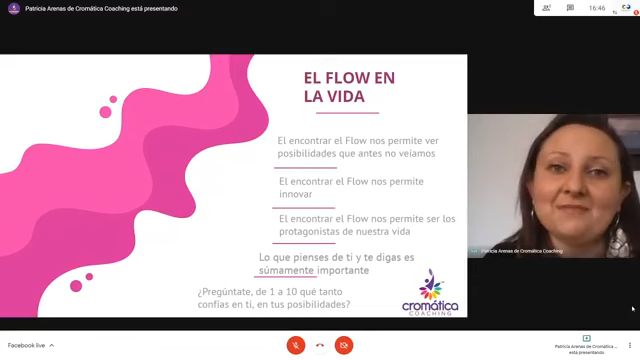 Patricia Arenas de Cromática Coaching está presentando
16:46
EL FLOW EN
LA VIDA
El encontrar el Flow nos permite ver
posibilidades que antes no veíamos
El encontrar el Flow nos permite
innovar
El encontrar el Flow nos permite ser los
protagonistas de nuestra vida
Lo que pienses de ti y te digas es
súmamente importante
¿Pregúntate, de 1 a 10 qué tanto
confías en ti, en tus posibilidades?
cromática
COACHING
Patricia Arenas de Cromática Coaching
Facebook live
Patricia Arenas de Cromática ...
está presentando